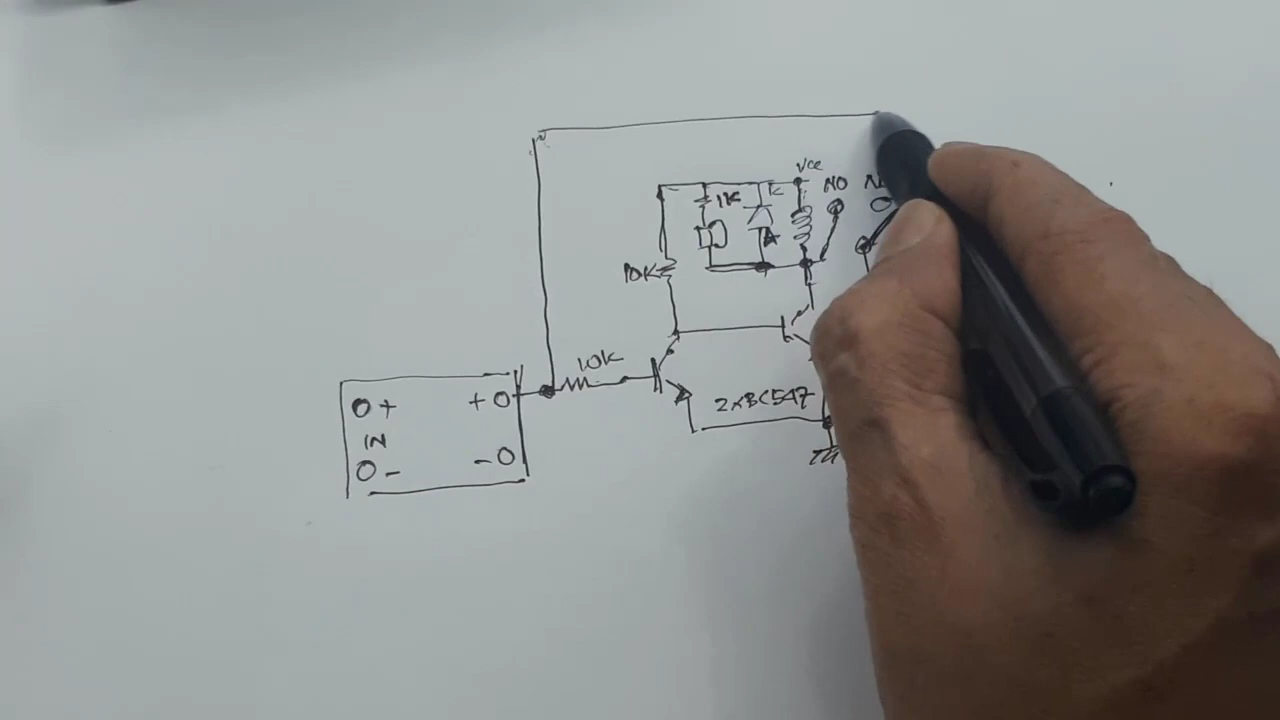 Vcc
1K
K
NO
A
10K
10K
+ +
IN
- -
2xBC547